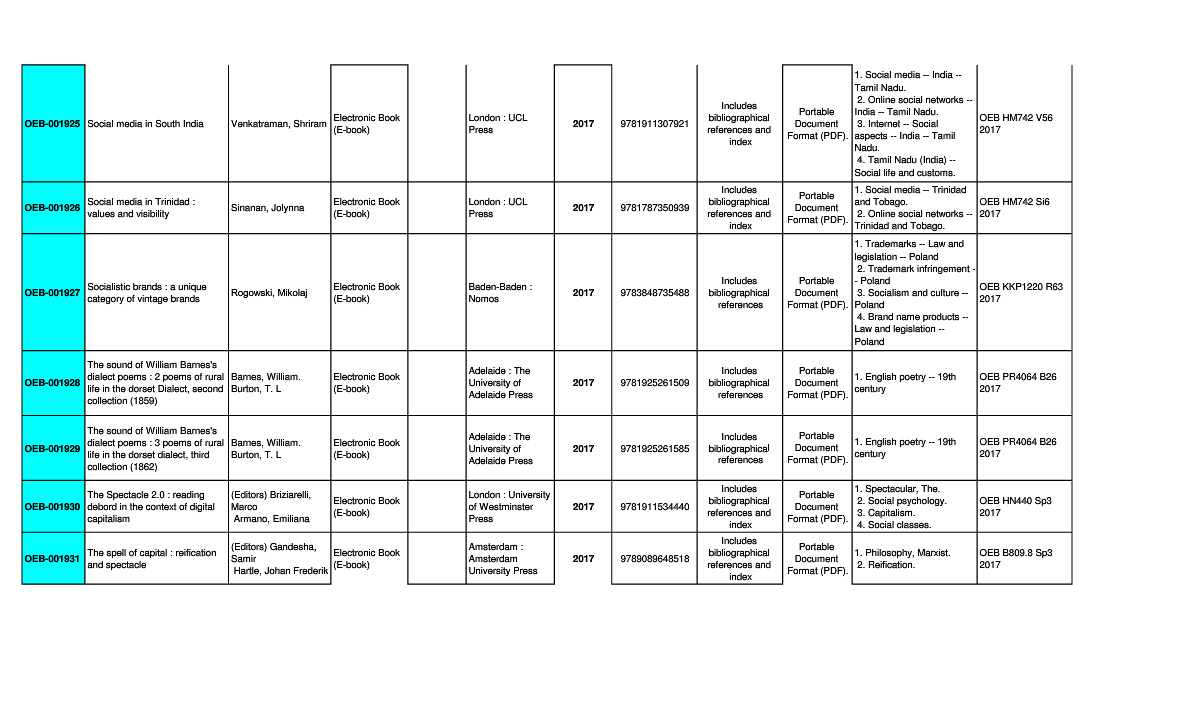 OEB-001925
Social media in South India
Venkatraman, Shriram
Electronic Book
(E-book)
London : UCL
Press
2017
9781911307921
Includes
bibliographical
references and
index
Portable
Document
Format (PDF).
1. Social media -- India --
Tamil Nadu.
2. Online social networks --
India -- Tamil Nadu.
3. Internet -- Social
aspects -- India -- Tamil
Nadu.
4. Tamil Nadu (India) --
Social life and customs.
OEB HM742 V56
2017
OEB-001926
Social media in Trinidad :
values and visibility
Sinanan, Jolynna
Electronic Book
(E-book)
London : UCL
Press
2017
9781787350939
Includes
bibliographical
references and
index
Portable
Document
Format (PDF).
1. Social media -- Trinidad
and Tobago.
2. Online social networks --
Trinidad and Tobago.
OEB HM742 Si6
2017
OEB-001927
Socialistic brands : a unique
category of vintage brands
Rogowski, Mikolaj
Electronic Book
(E-book)
Baden-Baden :
Nomos
2017
9783848735488
Includes
bibliographical
references
Portable
Document
Format (PDF).
1. Trademarks -- Law and
legislation -- Poland
2. Trademark infringement -
- Poland
3. Socialism and culture --
Poland
4. Brand name products --
Law and legislation --
Poland
OEB KKP1220 R63
2017
OEB-001928
The sound of William Barnes's
dialect poems : 2 poems of rural
life in the dorset Dialect, second
collection (1859)
Barnes, William.
Burton, T. L
Electronic Book
(E-book)
Adelaide : The
University of
Adelaide Press
2017
9781925261509
Includes
bibliographical
references
Portable
Document
Format (PDF).
1. English poetry -- 19th
century
OEB PR4064 B26
2017
OEB-001929
The sound of William Barnes's
dialect poems : 3 poems of rural
life in the dorset dialect, third
collection (1862)
Barnes, William.
Burton, T. L
Electronic Book
(E-book)
Adelaide : The
University of
Adelaide Press
2017
9781925261585
Includes
bibliographical
references
Portable
Document
Format (PDF).
1. English poetry -- 19th
century
OEB PR4064 B26
2017
OEB-001930
The Spectacle 2.0 : reading
debord in the context of digital
capitalism
(Editors) Briziarelli,
Marco
Armano, Emiliana
Electronic Book
(E-book)
London : University
of Westminster
Press
2017
9781911534440
Includes
bibliographical
references and
index
Portable
Document
Format (PDF).
1. Spectacular, The.
2. Social psychology.
3. Capitalism.
4. Social classes.
OEB HN440 Sp3
2017
OEB-001931
The spell of capital : reification
and spectacle
(Editors) Gandesha,
Samir
Hartle, Johan Frederik
Electronic Book
(E-book)
Amsterdam :
Amsterdam
University Press
2017
9789089648518
Includes
bibliographical
references and
index
Portable
Document
Format (PDF).
1. Philosophy, Marxist.
2. Reification.
OEB B809.8 Sp3
2017